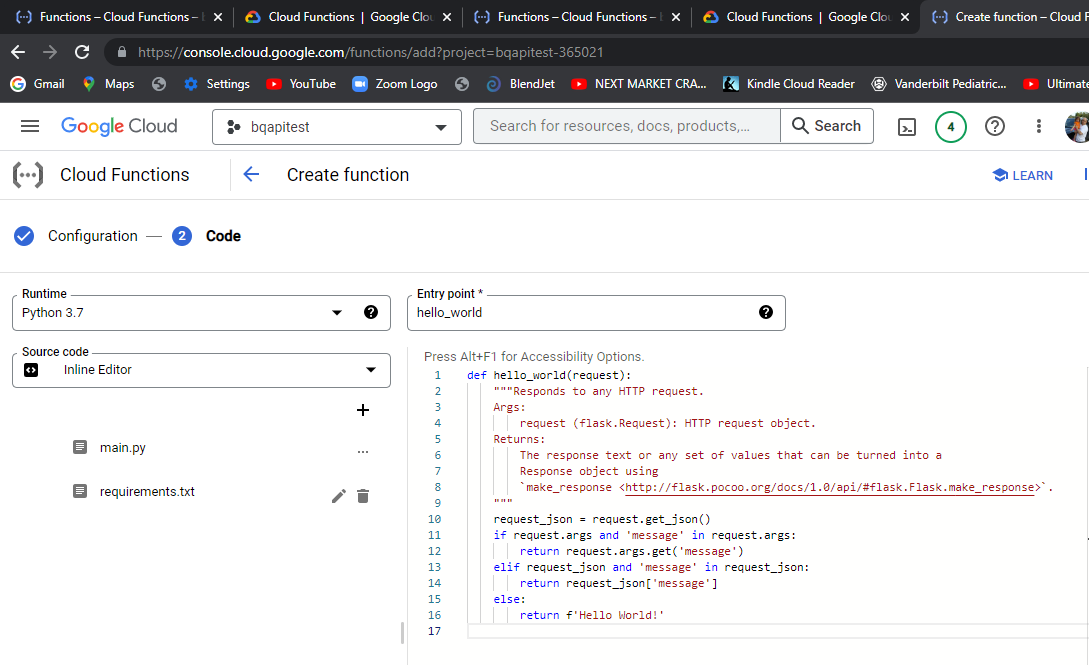 Functions – Cloud Functions –
Cloud Functions | Google Clou
Functions – Cloud Functions –
Cloud Functions | Google Clou
Create function – Cloud F
https://console.cloud.google.com/functions/add?project=bqapitest-365021
Gmail
Maps
Settings
YouTube
Zoom Logo
BlendJet
NEXT MARKET CRA...
Kindle Cloud Reader
Vanderbilt Pediatric...
Ultimate
Google Cloud
bqapitest
Search for resources, docs, products,...
Search
4
Cloud Functions
Create function
LEARN
Configuration — 2 Code
Runtime
Python 3.7
Entry point *
hello_world
Source code
Inline Editor
main.py
...
requirements.txt
Press Alt+F1 for Accessibility Options.
1 def hello_world(request):
2 """Responds to any HTTP request.
3 Args:
4 request (flask.Request): HTTP request object.
5 Returns:
6 The response text or any set of values that can be turned into a
7 Response object using
8 `make_response <http://flask.pocoo.org/docs/1.0/api/#flask.Flask.make_response>`.
9 """
10 request_json = request.get_json()
11 if request.args and 'message' in request.args:
12 return request.args.get('message')
13 elif request_json and 'message' in request_json:
14 return request_json['message']
15 else:
16 return f'Hello World!'
17